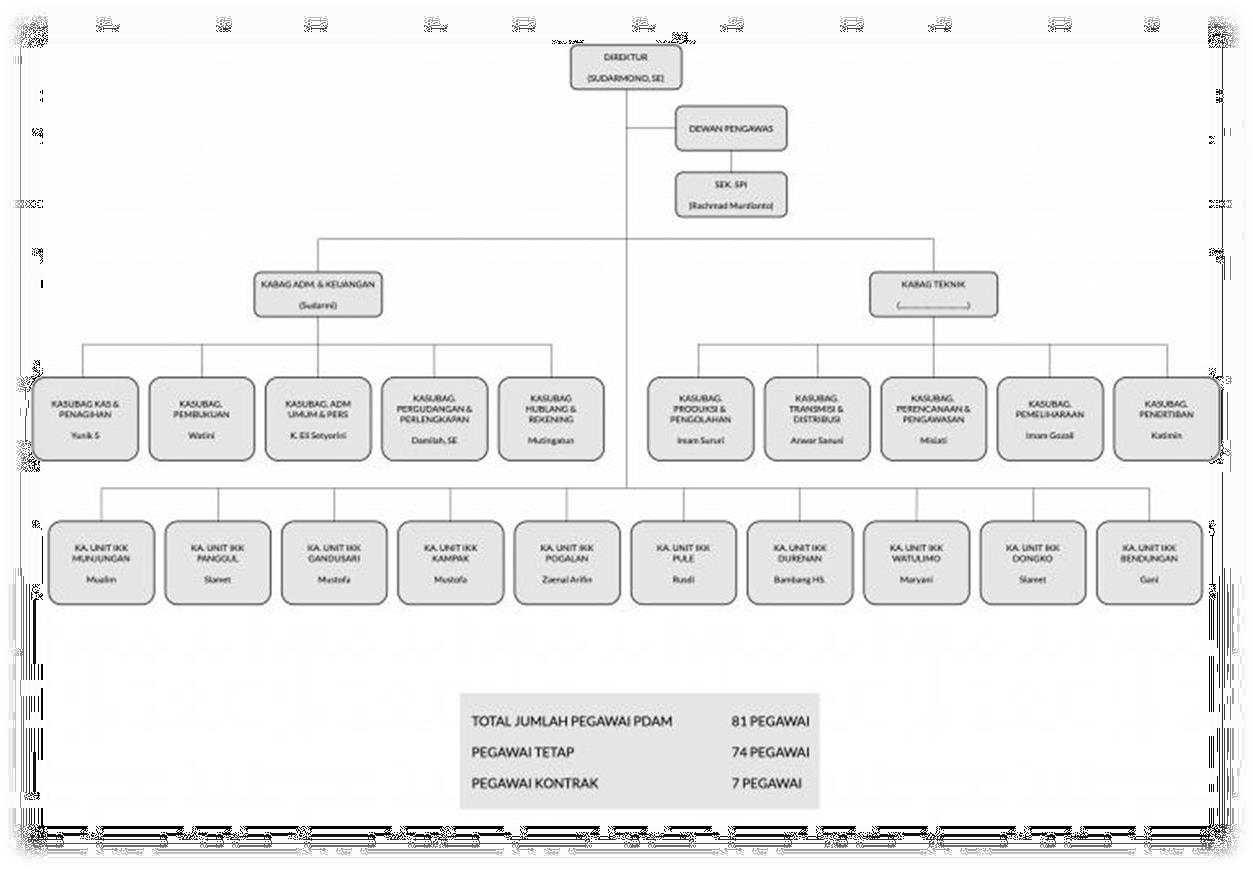 DIREKTUR
(SUDARMONO, SE)
DEWAN PENGAWAS
SEK. SPI
(Rachmad Murdianto)
KABAG ADM. & KEUANGAN
(Sudarmi)
KABAG TEKNIK
(____________________)
KASUBAG KAS &
PENAGIHAN
Yunik S
KASUBAG.
PEMBUKUAN
Watini
KASUBAG. ADM
UMUM & PERS
K. Eli Setyorini
KASUBAG.
PERGUDANGAN &
PERLENGKAPAN
Damilah, SE
KASUBAG
HUBLANG &
REKENING
Mutingatun
KASUBAG.
PRODUKSI &
PENGOLAHAN
Imam Sururi
KASUBAG.
TRANSMISI &
DISTRIBUSI
Anwar Sanusi
KASUBAG.
PERENCANAAN &
PENGAWASAN
Misiati
KASUBAG.
PEMELIHARAAN
Imam Gozali
KASUBAG.
PENERTIBAN
Katimin
KA. UNIT IKK
MUNJUNGAN
Mualim
KA. UNIT IKK
PANGGUL
Slamet
KA. UNIT IKK
GANDUSARI
Mustofa
KA. UNIT IKK
KAMPAK
Mustofa
KA. UNIT IKK
POGALAN
Zaenal Arifin
KA. UNIT IKK
PULE
Rusdi
KA. UNIT IKK
DURENAN
Bambang HS.
KA. UNIT IKK
WATULIMO
Maryani
KA. UNIT IKK
DONGKO
Slamet
KA. UNIT IKK
BENDUNGAN
Gani
TOTAL JUMLAH PEGAWAI PDAM 81 PEGAWAI
PEGAWAI TETAP 74 PEGAWAI
PEGAWAI KONTRAK 7 PEGAWAI